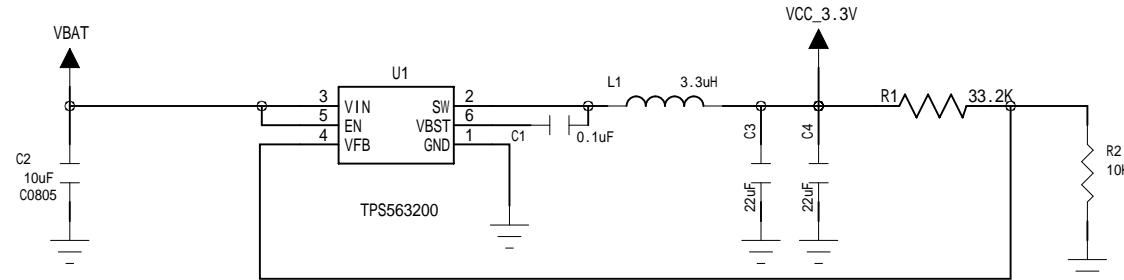 VBAT
VCC_3.3V
U1
L1
3.3uH
3 VIN SW 2
5 EN VBST 6
4 VFB GND 1
R1
33.2K
C1
0.1uF
C2
10uF
C0805
C3
22uF
C4
22uF
R2
TPS563200